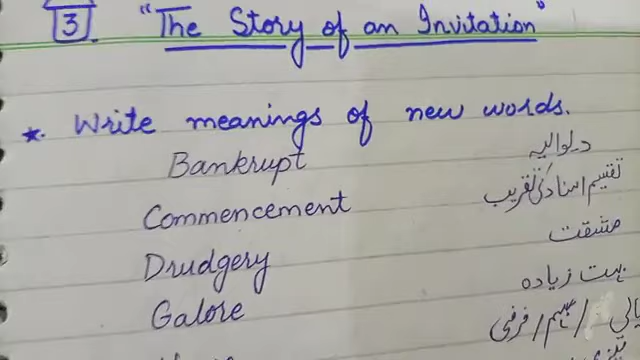 3 "The Story of an Invitation"
* Write meanings of new words.
Bankrupt دیوالیہ
Commencement تقسیم اسناد کی تقریب
Drudgery مشقت
Galore بہت زیادہ
فرضی